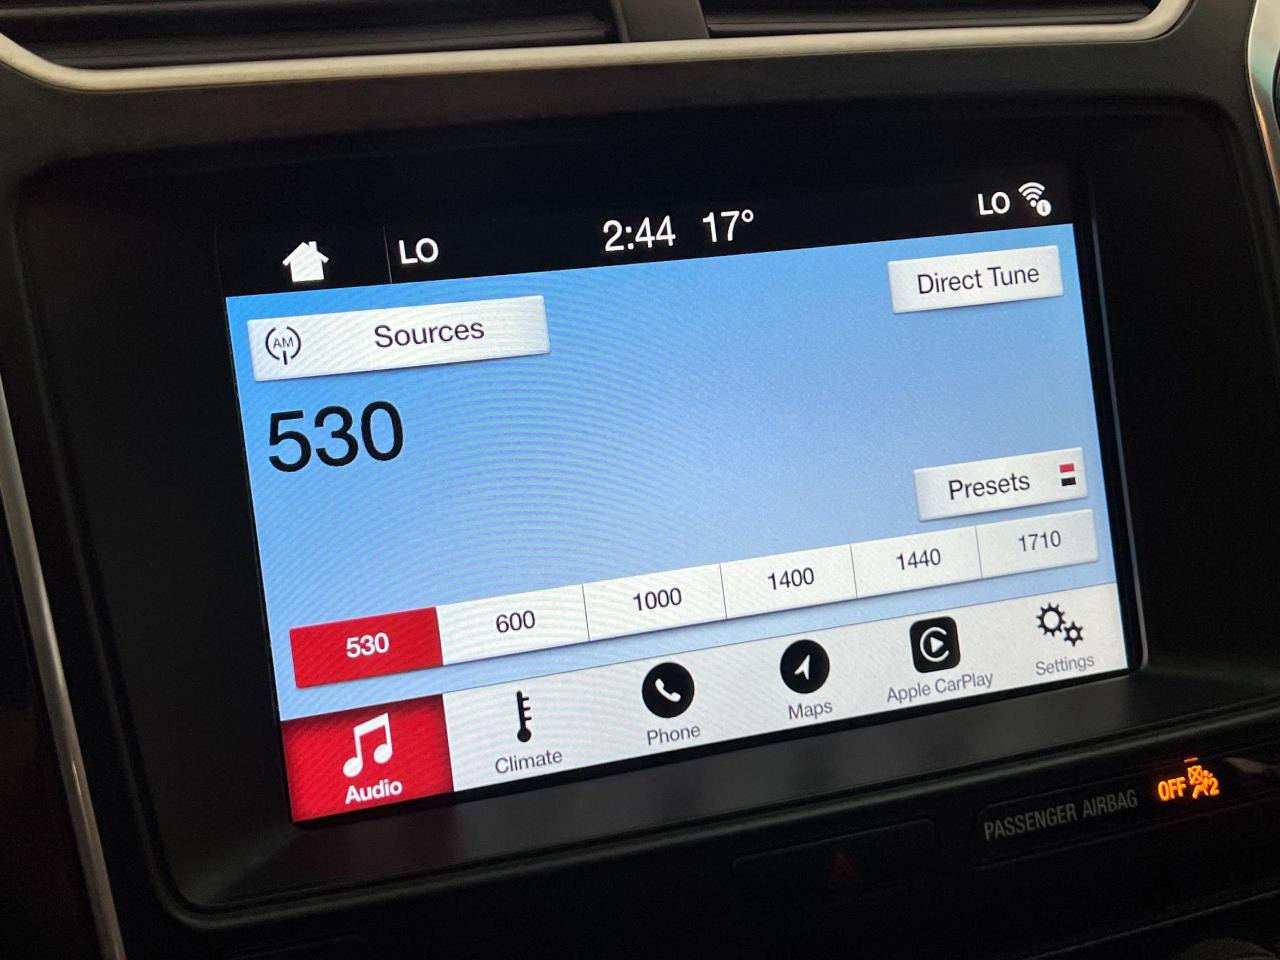 LO 2:44 17° LO
AM Sources
Direct Tune
530
Presets
530 600 1000 1400 1440 1710
Audio Climate Phone Maps Apple CarPlay Settings
PASSENGER AIRBAG OFF 2